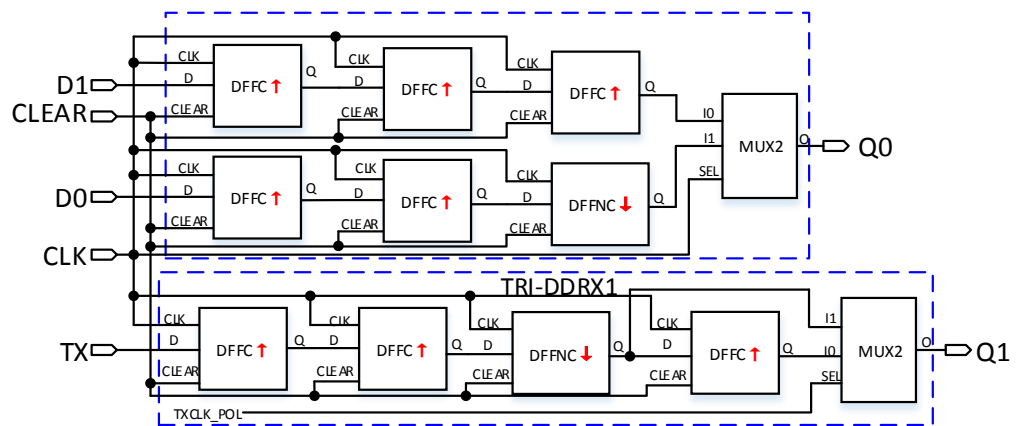 CLK
CLK
CLK
D1
D
DFFC
Q
D
DFFC
Q
D
DFFC
Q
CLEAR
CLEAR
CLEAR
CLEAR
I0
I1
MUX2
O
Q0
SEL
CLK
CLK
CLK
D0
D
DFFC
Q
D
DFFC
Q
D
DFFNC
Q
CLEAR
CLEAR
CLEAR
CLK
TRI-DDRX1
CLK
CLK
CLK
CLK
TX
D
DFFC
Q
D
DFFC
Q
D
DFFNC
Q
D
DFFC
Q
CLEAR
CLEAR
CLEAR
CLEAR
I1
I0
MUX2
O
Q1
SEL
TXCLK_POL